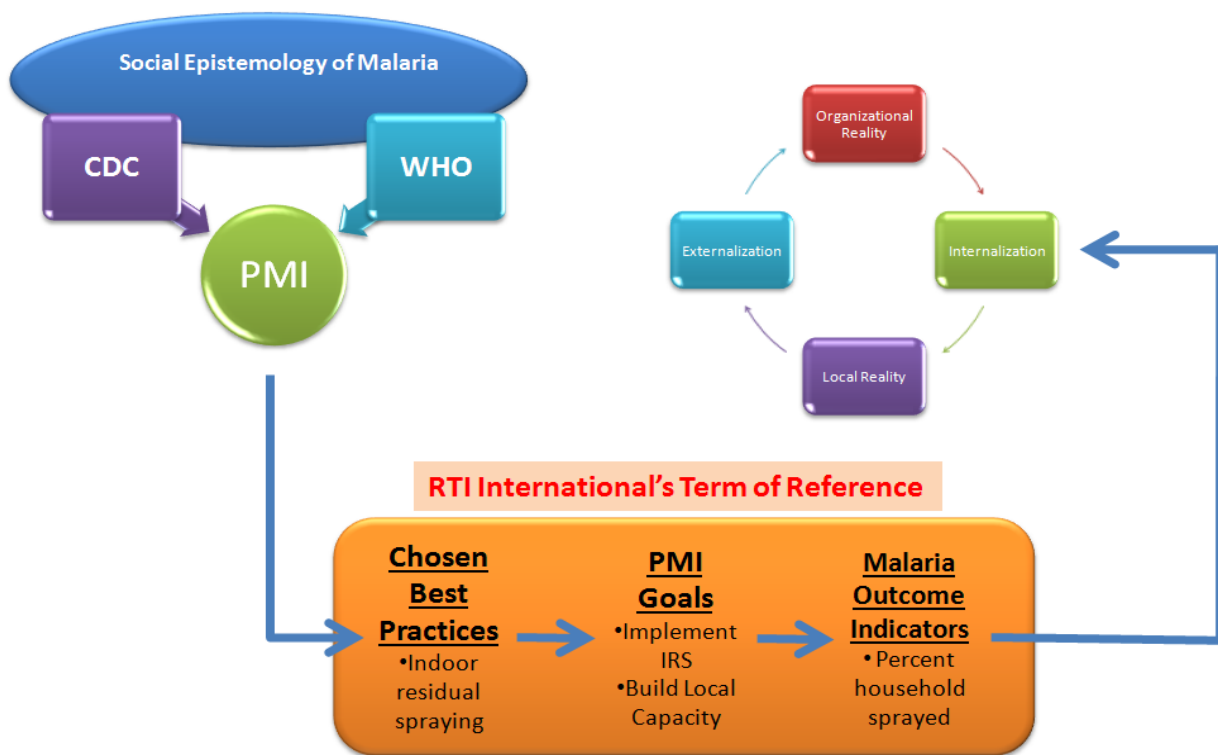 Social Epistemology of Malaria
CDC
WHO
PMI
Organizational
Reality
Externalization
Internalization
Local Reality
RTI International's Term of Reference
Chosen
Best
Practices
•Indoor
residual
spraying
PMI
Goals
•Implement
IRS
•Build Local
Capacity
Malaria
Outcome
Indicators
• Percent
household
sprayed